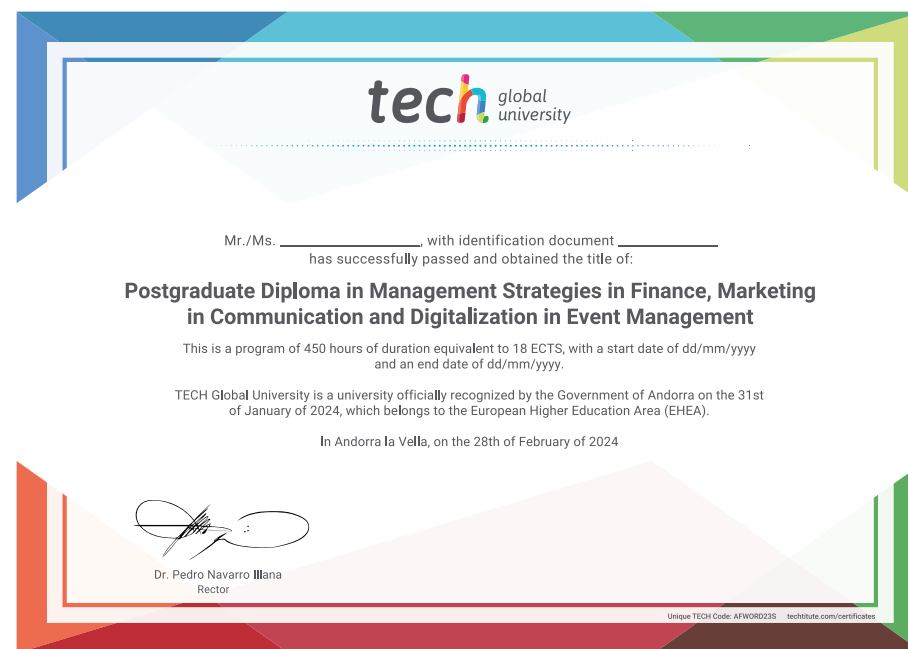 tech global
university
Mr./Ms. ____________________, with identification document ______________
has successfully passed and obtained the title of:
Postgraduate Diploma in Management Strategies in Finance, Marketing
in Communication and Digitalization in Event Management
This is a program of 450 hours of duration equivalent to 18 ECTS, with a start date of dd/mm/yyyy
and an end date of dd/mm/yyyy.
TECH Global University is a university officially recognized by the Government of Andorra on the 31st
of January of 2024, which belongs to the European Higher Education Area (EHEA).
In Andorra la Vella, on the 28th of February of 2024
Dr. Pedro Navarro Illana
Rector
Unique TECH Code: AFWORD23S techtitute.com/certificates